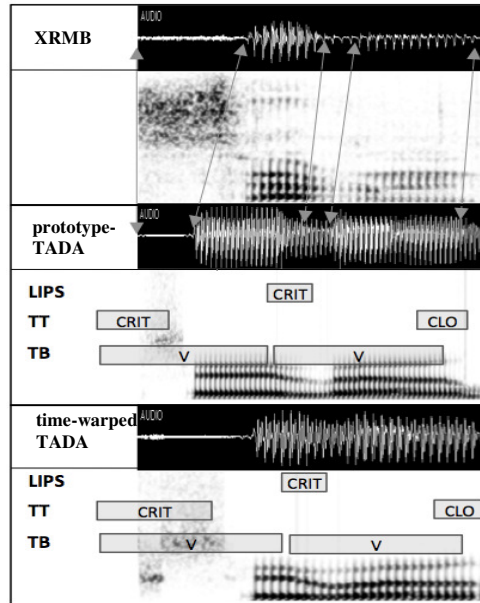 AUDIO
XRMB
AUDIO
prototype-
TADA
LIPS CRIT
TT CRIT CLO
TB V V
AUDIO
time-warped
TADA
LIPS CRIT
TT CRIT CLO
TB V V